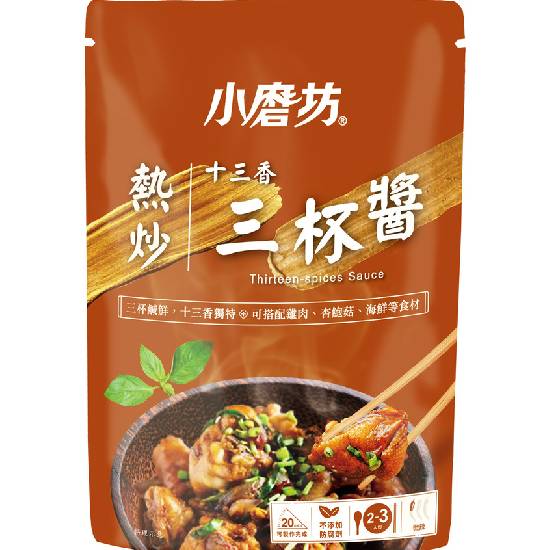 小磨坊®
熱炒
十三香
三杯醬
Thirteen-spices Sauce
三杯鹹鮮,十三香獨特 可搭配雞肉、杏鮑菇、海鮮等食材
20
不添加
防腐劑
2-3
人份